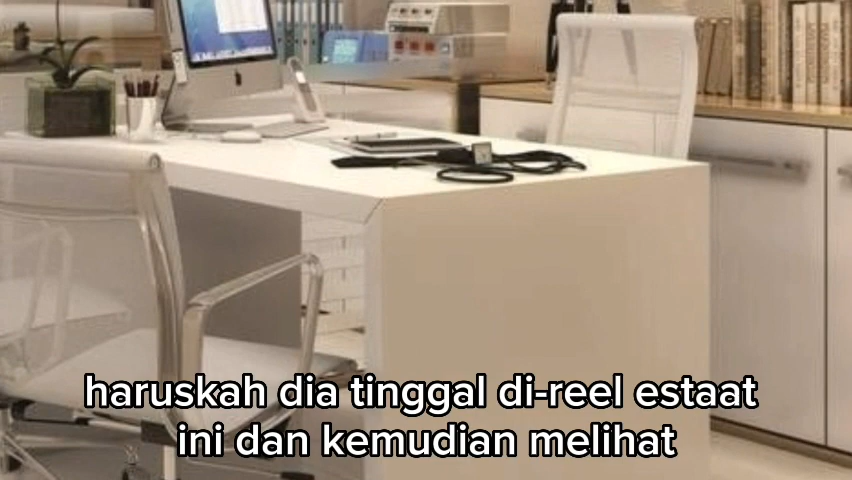 haruskah dia tinggal di-reel estaat
ini dan kemudian melihat